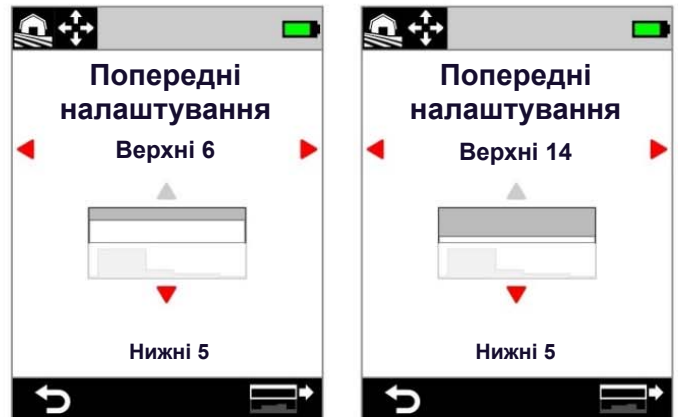 Попередні
налаштування
Верхні 6
Нижні 5
Попередні
налаштування
Верхні 14
Нижні 5